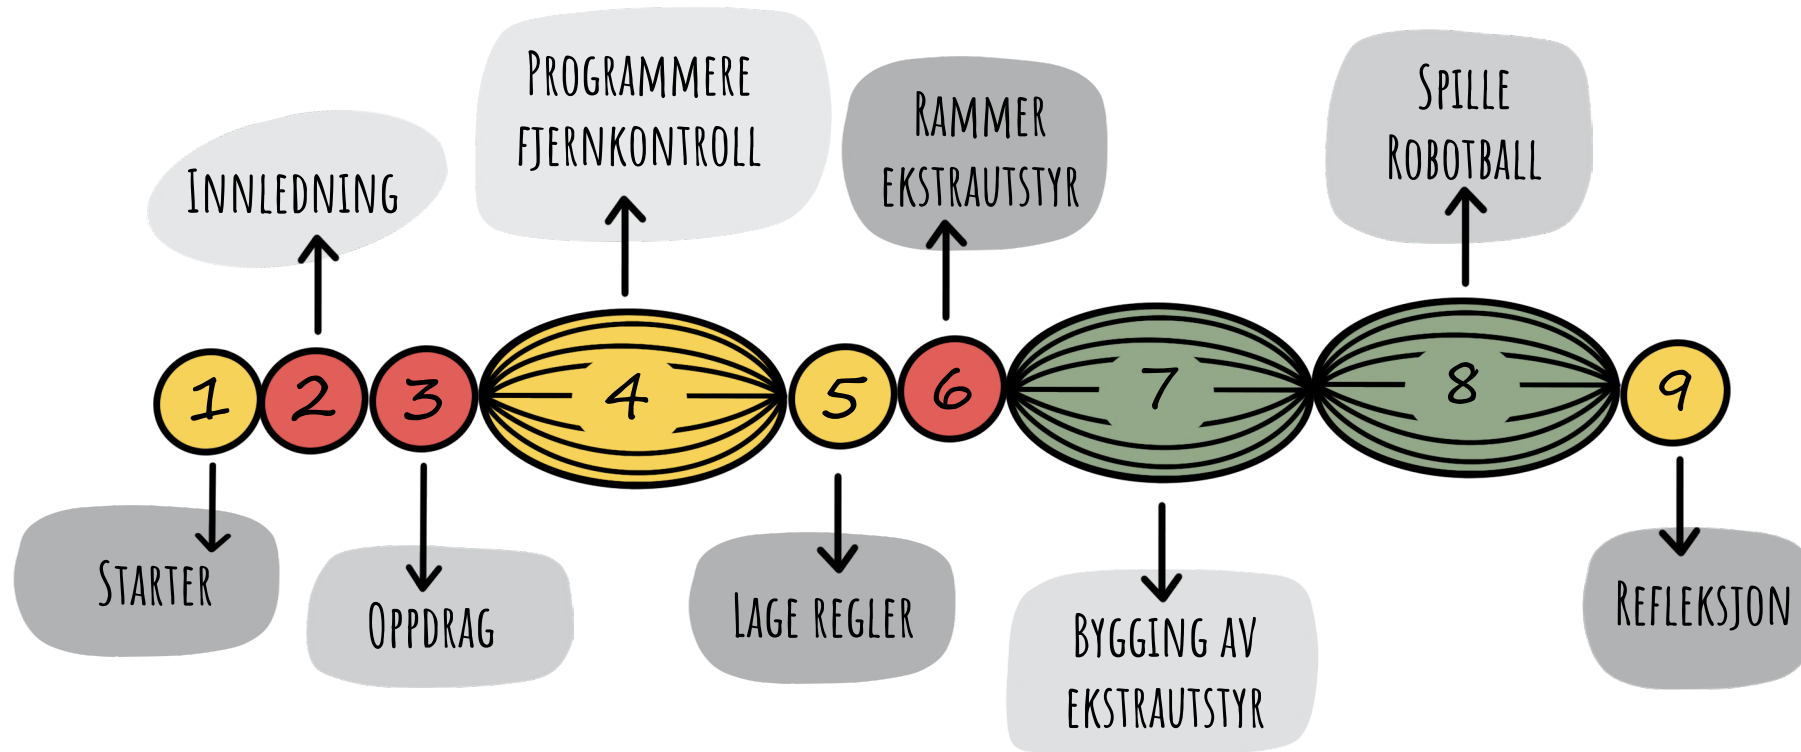 Programmere
fjernkontroll
Innledning
Rammer
ekstrautstyr
Spille
Robotball
1
2
3
4
5
6
7
8
9
Starter
Oppdrag
Lage regler
Bygging av
ekstrautstyr
Refleksjon